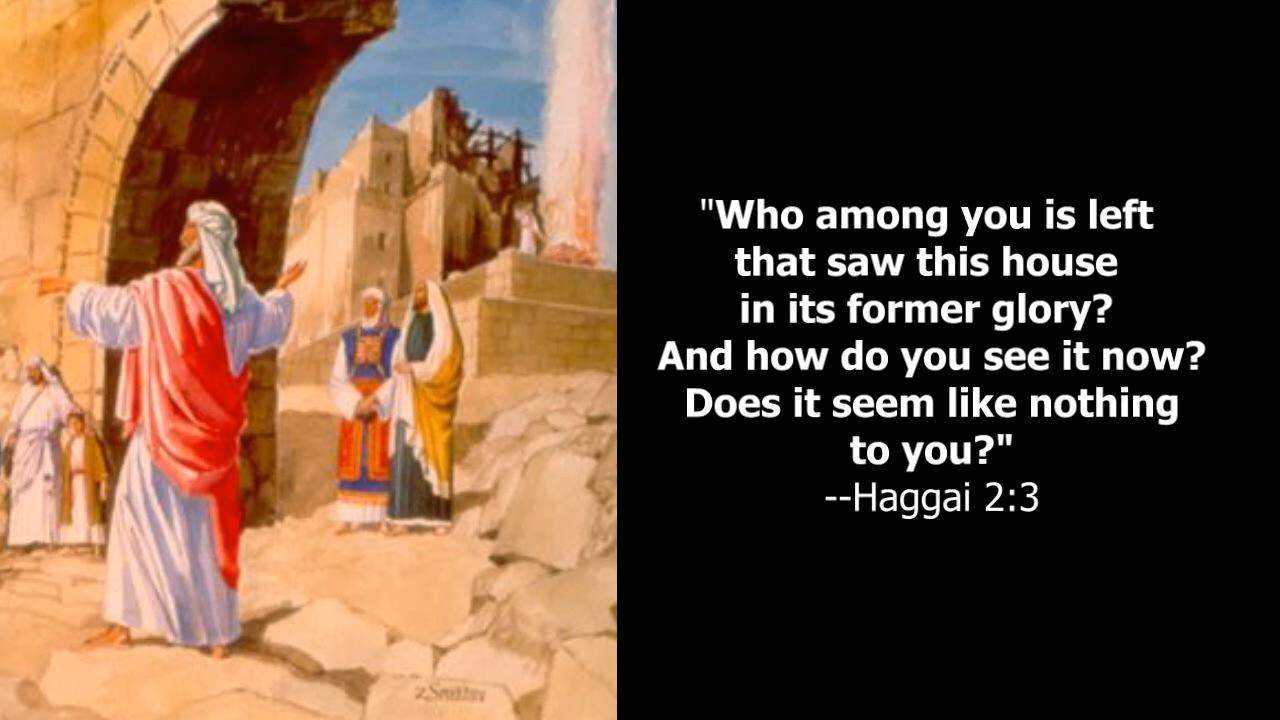 "Who among you is left
that saw this house
in its former glory?
And how do you see it now?
Does it seem like nothing
to you?"
--Haggai 2:3